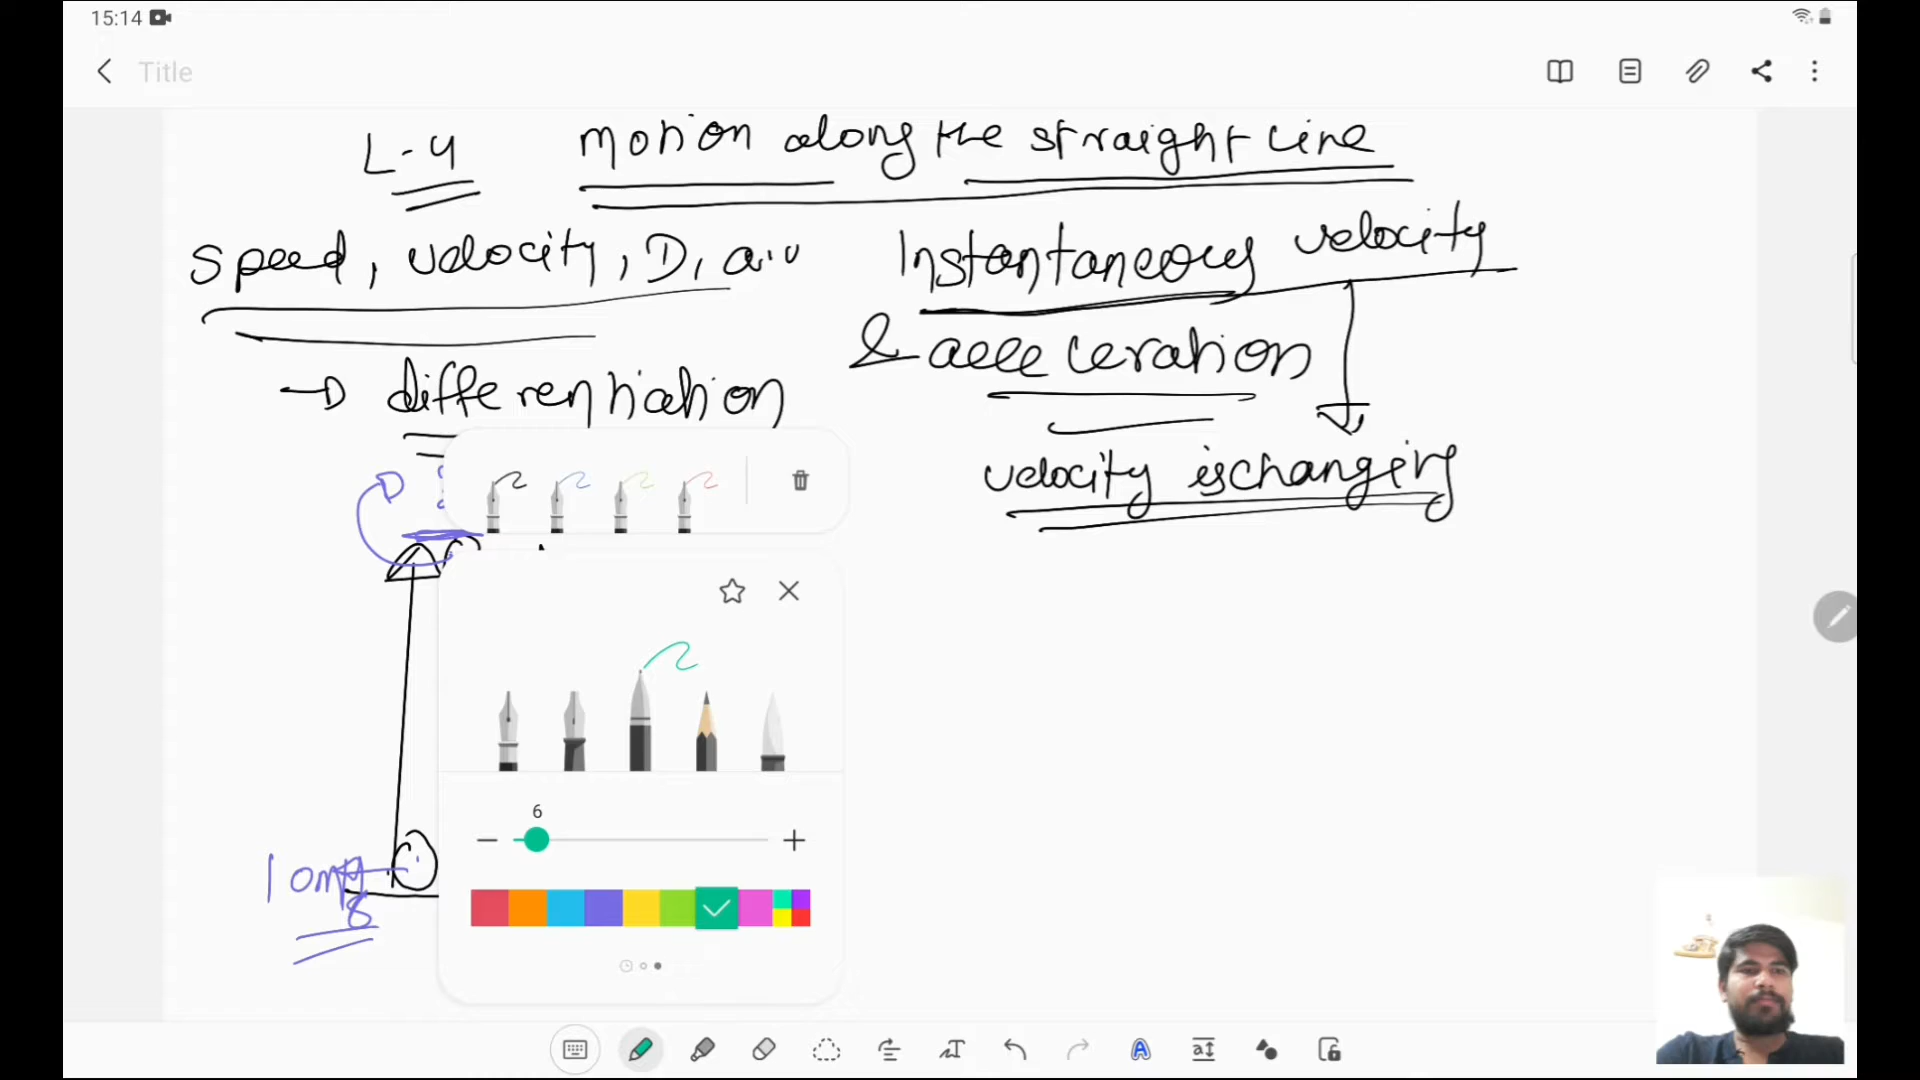 15:14
Title
L-4 motion along the straight line
Speed, velocity, D, a.v Instantaneous velocity
& acceleration
→ differentiation
velocity is changing
6